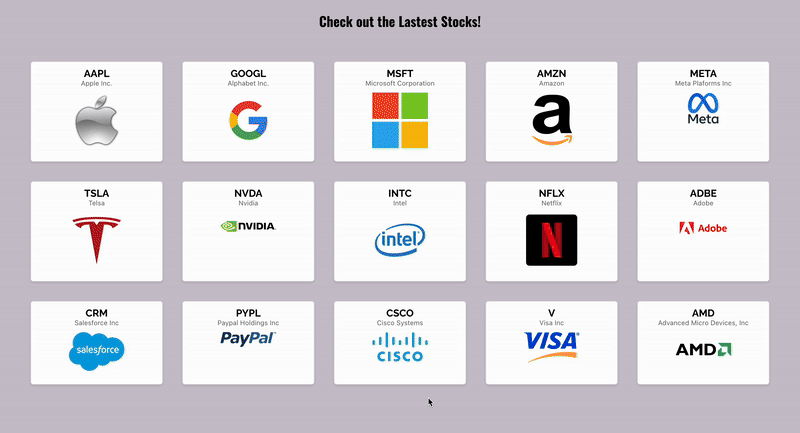 Check out the Lastest Stocks!
AAPL
Apple Inc.
GOOGL
Alphabet Inc.
MSFT
Microsoft Corporation
AMZN
Amazon
META
Meta Plaforms Inc
Meta
TSLA
Telsa
NVDA
Nvidia
NVIDIA.
INTC
Intel
intel
NFLX
Netflix
ADBE
Adobe
Adobe
CRM
Salesforce Inc
salesforce
PYPL
Paypal Holdings Inc
PayPal
CSCO
Cisco Systems
CISCO
V
Visa Inc
VISA
AMD
Advanced Micro Devices, Inc
AMD